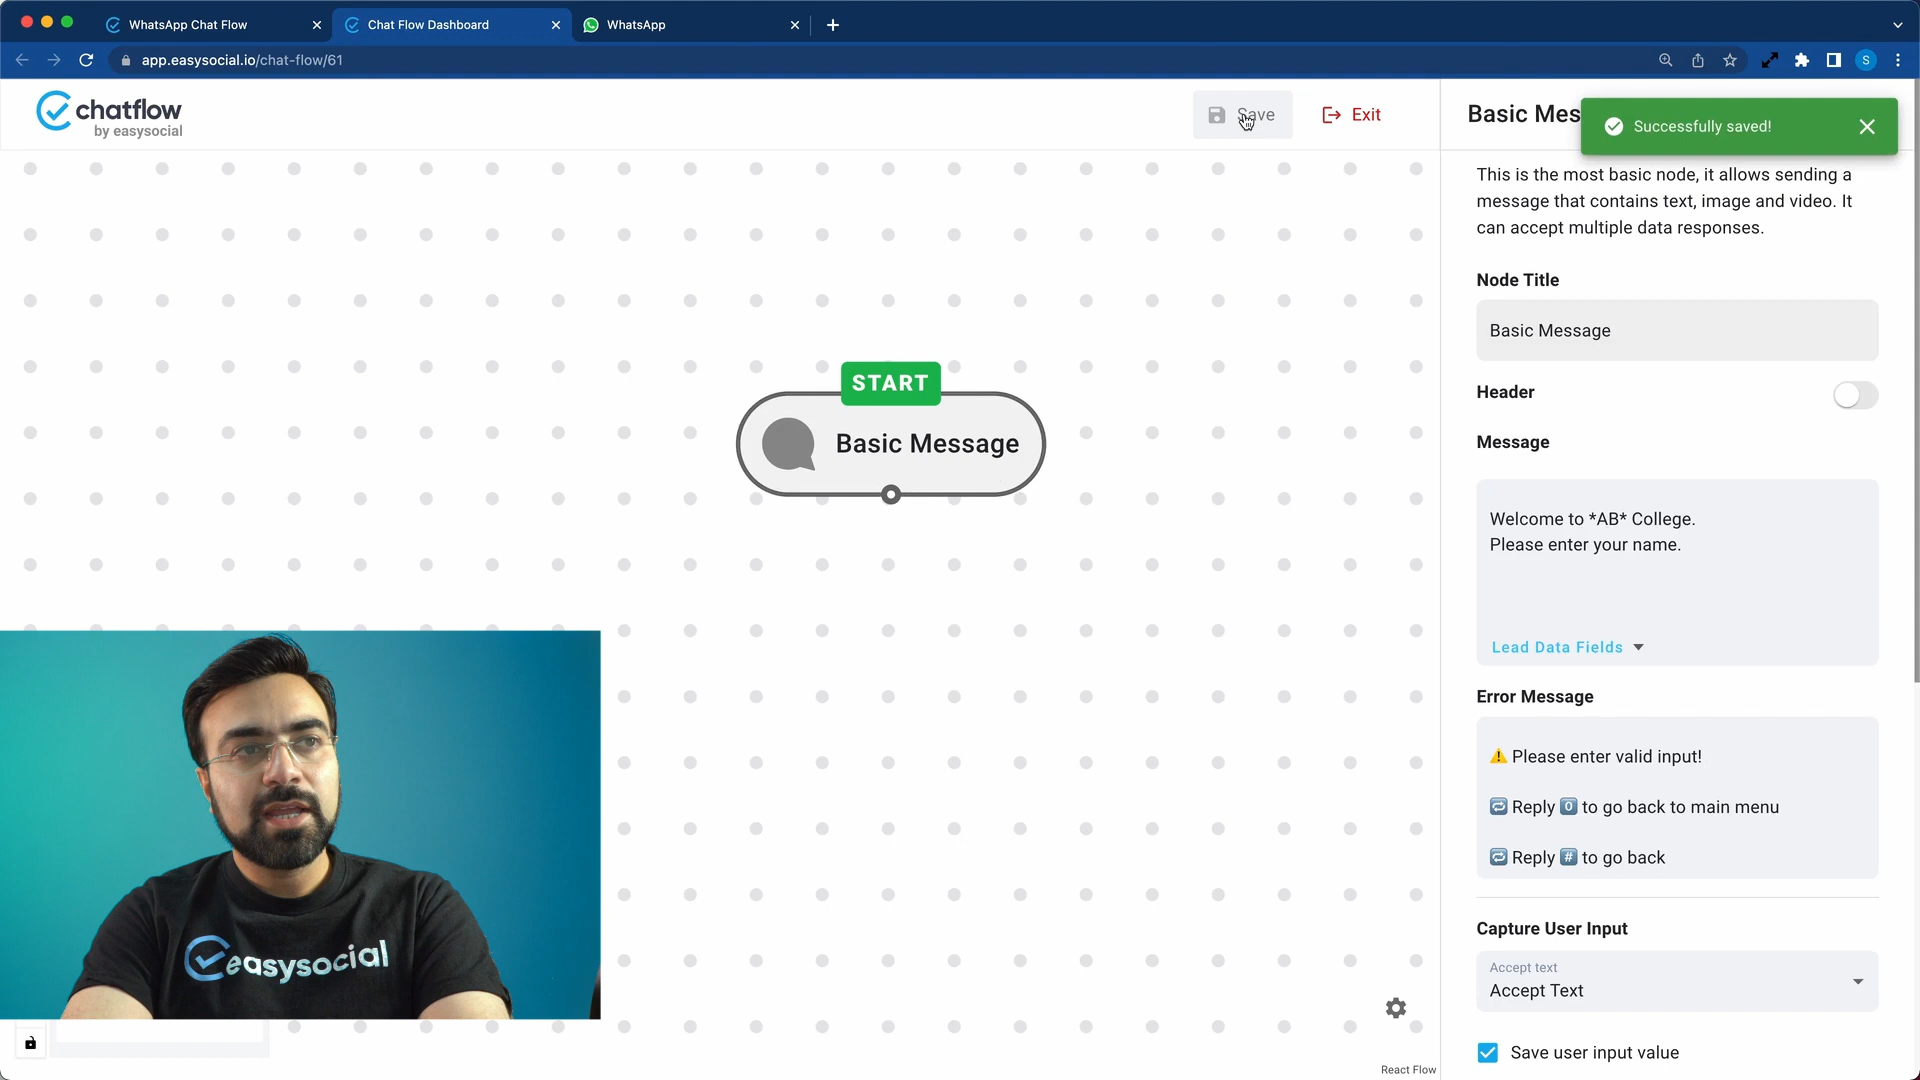 WhatsApp Chat Flow
Chat Flow Dashboard
WhatsApp
app.easysocial.io/chat-flow/61
S
chatflow
by easysocial
Save
Exit
Basic Mes
Successfully saved!
This is the most basic node, it allows sending a
message that contains text, image and video. It
can accept multiple data responses.
Node Title
Basic Message
Header
Message
Welcome to *AB* College.
Please enter your name.
Lead Data Fields
Error Message
⚠️ Please enter valid input!
🔁 Reply 0️⃣ to go back to main menu
🔁 Reply #️⃣ to go back
Capture User Input
Accept text
Accept Text
Save user input value
START
Basic Message
easysocial
React Flow